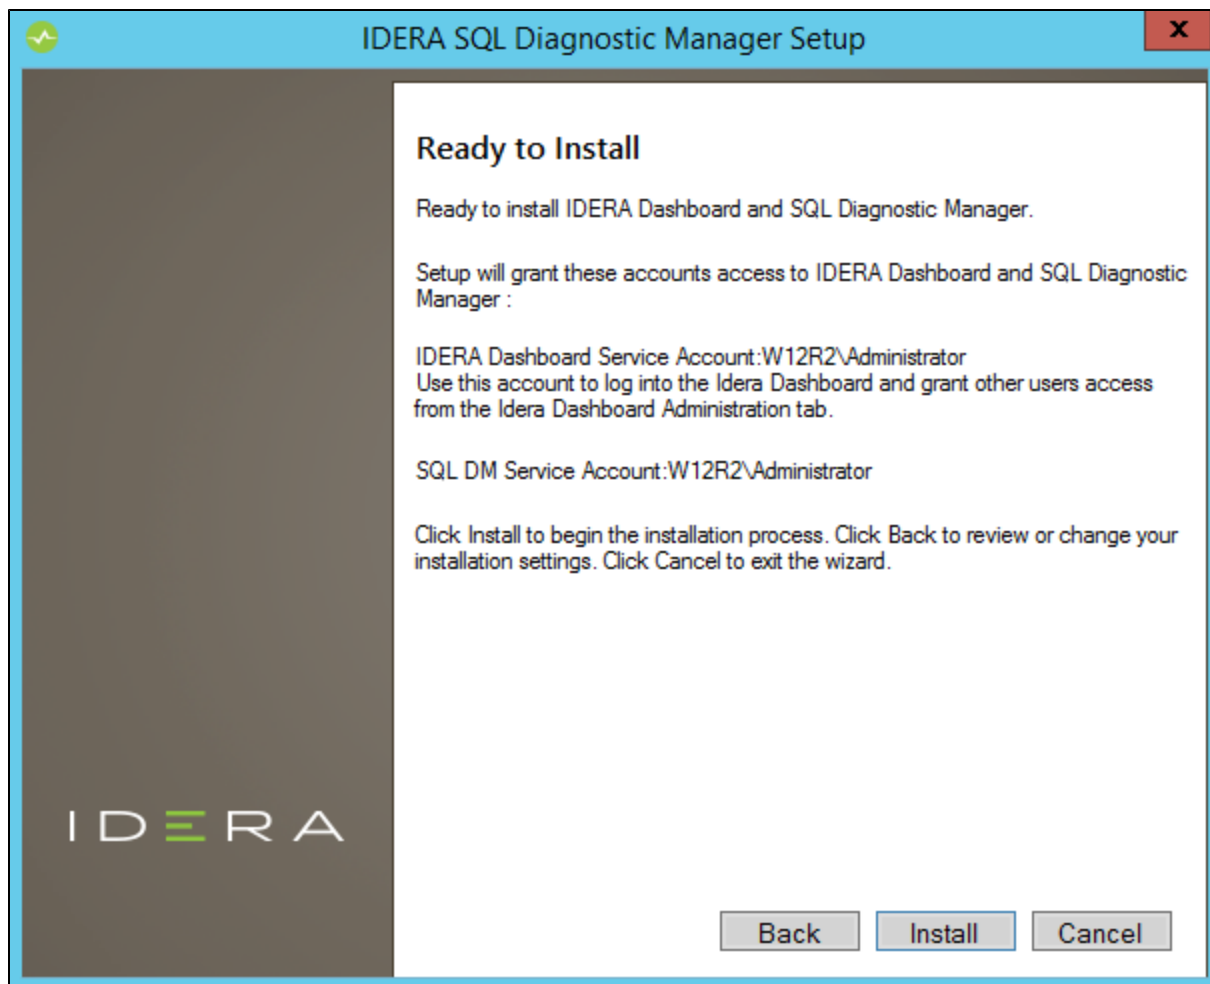 IDERA SQL Diagnostic Manager Setup
x
Ready to Install
Ready to install IDERA Dashboard and SQL Diagnostic Manager.
Setup will grant these accounts access to IDERA Dashboard and SQL Diagnostic
Manager :
IDERA Dashboard Service Account:W12R2\Administrator
Use this account to log into the Idera Dashboard and grant other users access
from the Idera Dashboard Administration tab.
SQL DM Service Account:W12R2\Administrator
Click Install to begin the installation process. Click Back to review or change your
installation settings. Click Cancel to exit the wizard.
IDERA
Back Install Cancel